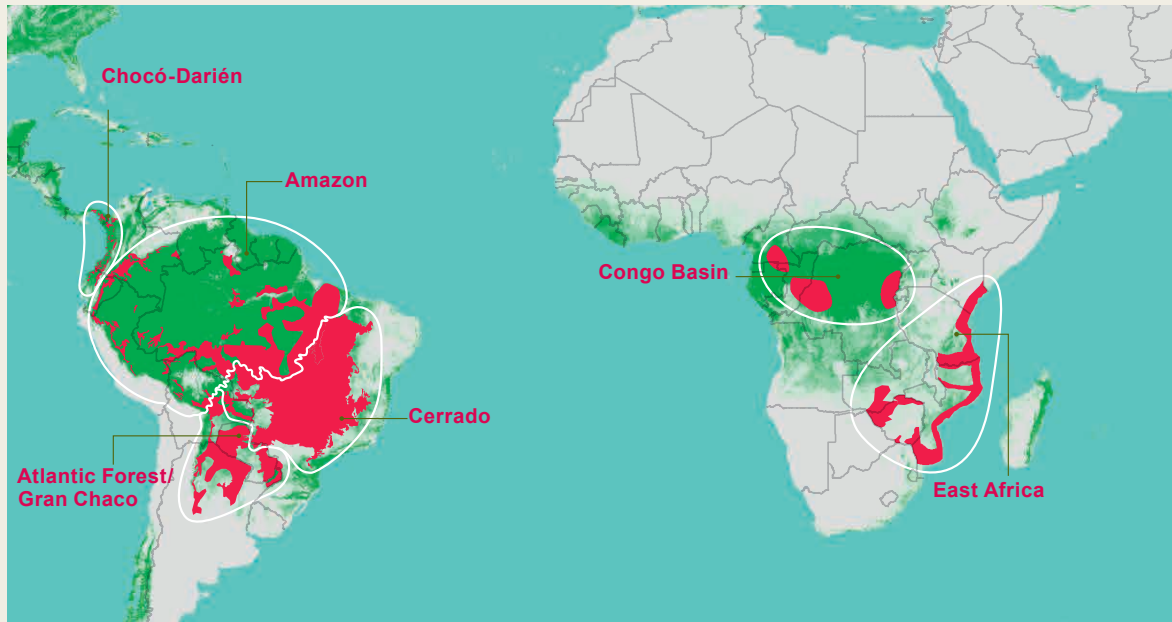 Chocó-Darién
Amazon
Congo Basin
Cerrado
Atlantic Forest/
Gran Chaco
East Africa